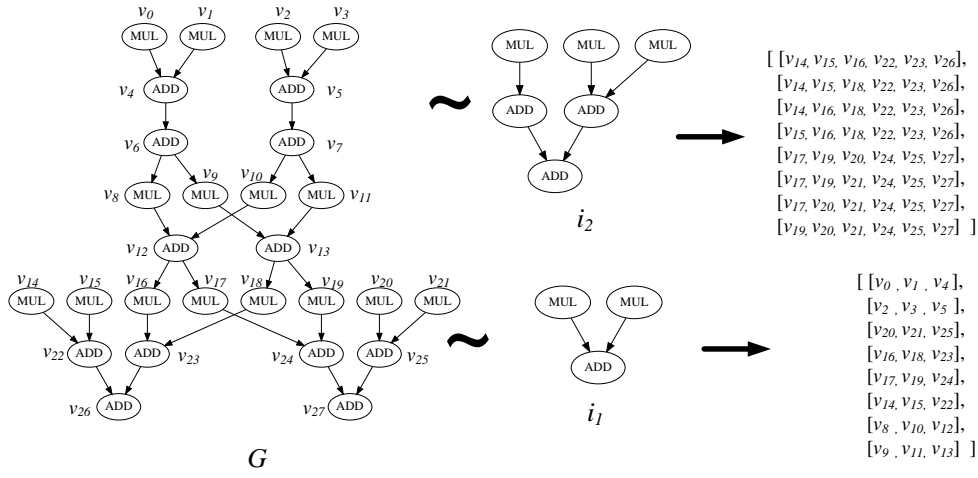 v0 v1 v2 v3
MUL MUL MUL MUL
v4 ADD ADD v5
v6 ADD ADD v7
v8 MUL v9 MUL v10 MUL MUL v11
v12 ADD ADD v13
v14 v15 v16 v17 v18 v19 v20 v21
MUL MUL MUL MUL MUL MUL MUL MUL
v22 ADD ADD v23 v24 ADD ADD v25
v26 ADD v27 ADD
G
~
MUL MUL MUL
ADD ADD
ADD
i2
[ [v14, v15, v16, v22, v23, v26],
[v14, v15, v18, v22, v23, v26],
[v14, v16, v18, v22, v23, v26],
[v15, v16, v18, v22, v23, v26],
[v17, v19, v20, v24, v25, v27],
[v17, v19, v21, v24, v25, v27],
[v17, v20, v21, v24, v25, v27],
[v19, v20, v21, v24, v25, v27] ]
~
MUL MUL
ADD
i1
[ [v0 , v1 , v4],
[v2 , v3 , v5 ],
[v20, v21, v25],
[v16, v18, v23],
[v17, v19, v24],
[v14, v15, v22],
[v8 , v10, v12],
[v9 , v11, v13] ]